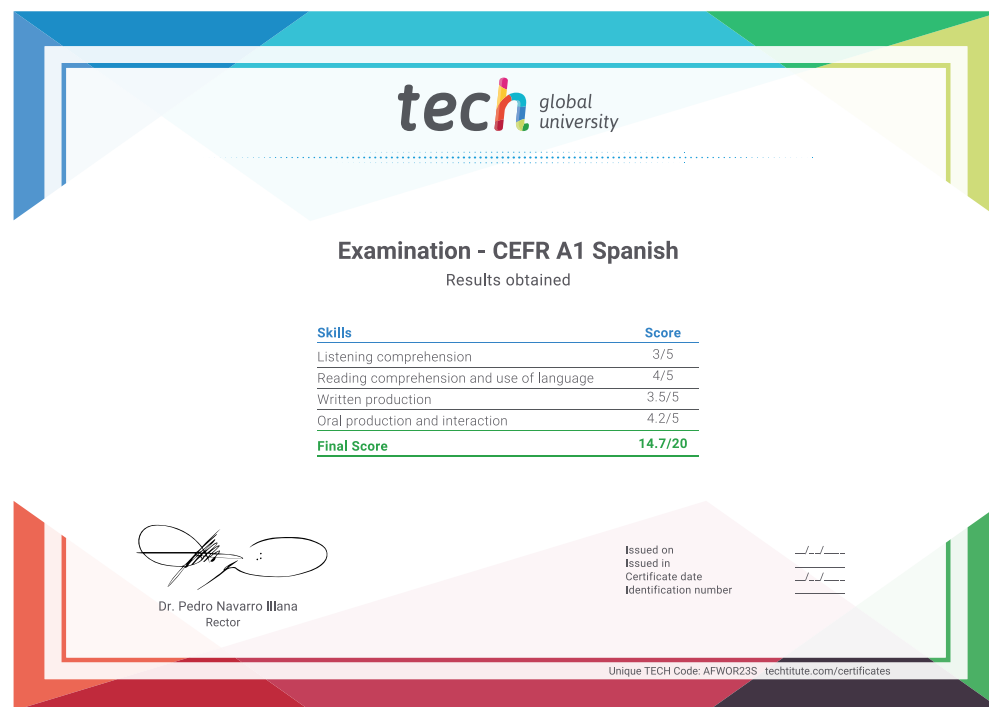 tech global university
Examination - CEFR A1 Spanish
Results obtained
Skills Score
Listening comprehension 3/5
Reading comprehension and use of language 4/5
Written production 3.5/5
Oral production and interaction 4.2/5
Final Score 14.7/20
Dr. Pedro Navarro Illana
Rector
Issued on __/__/____
Issued in ________
Certificate date __/__/____
Identification number ________
Unique TECH Code: AFWOR23S techtitute.com/certificates